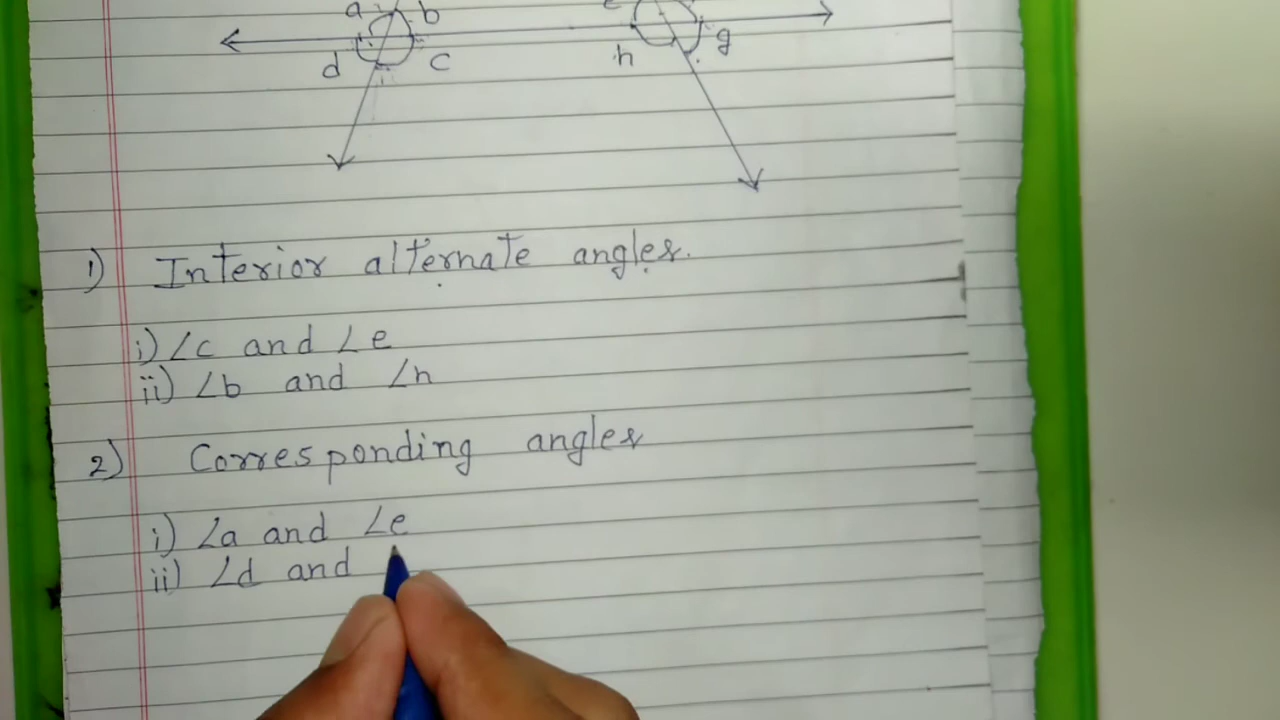 a b
d c h g
1) Interior alternate angles.
i) ∠c and ∠e
ii) ∠b and ∠h
2) Corresponding angles
i) ∠a and ∠e
ii) ∠d and